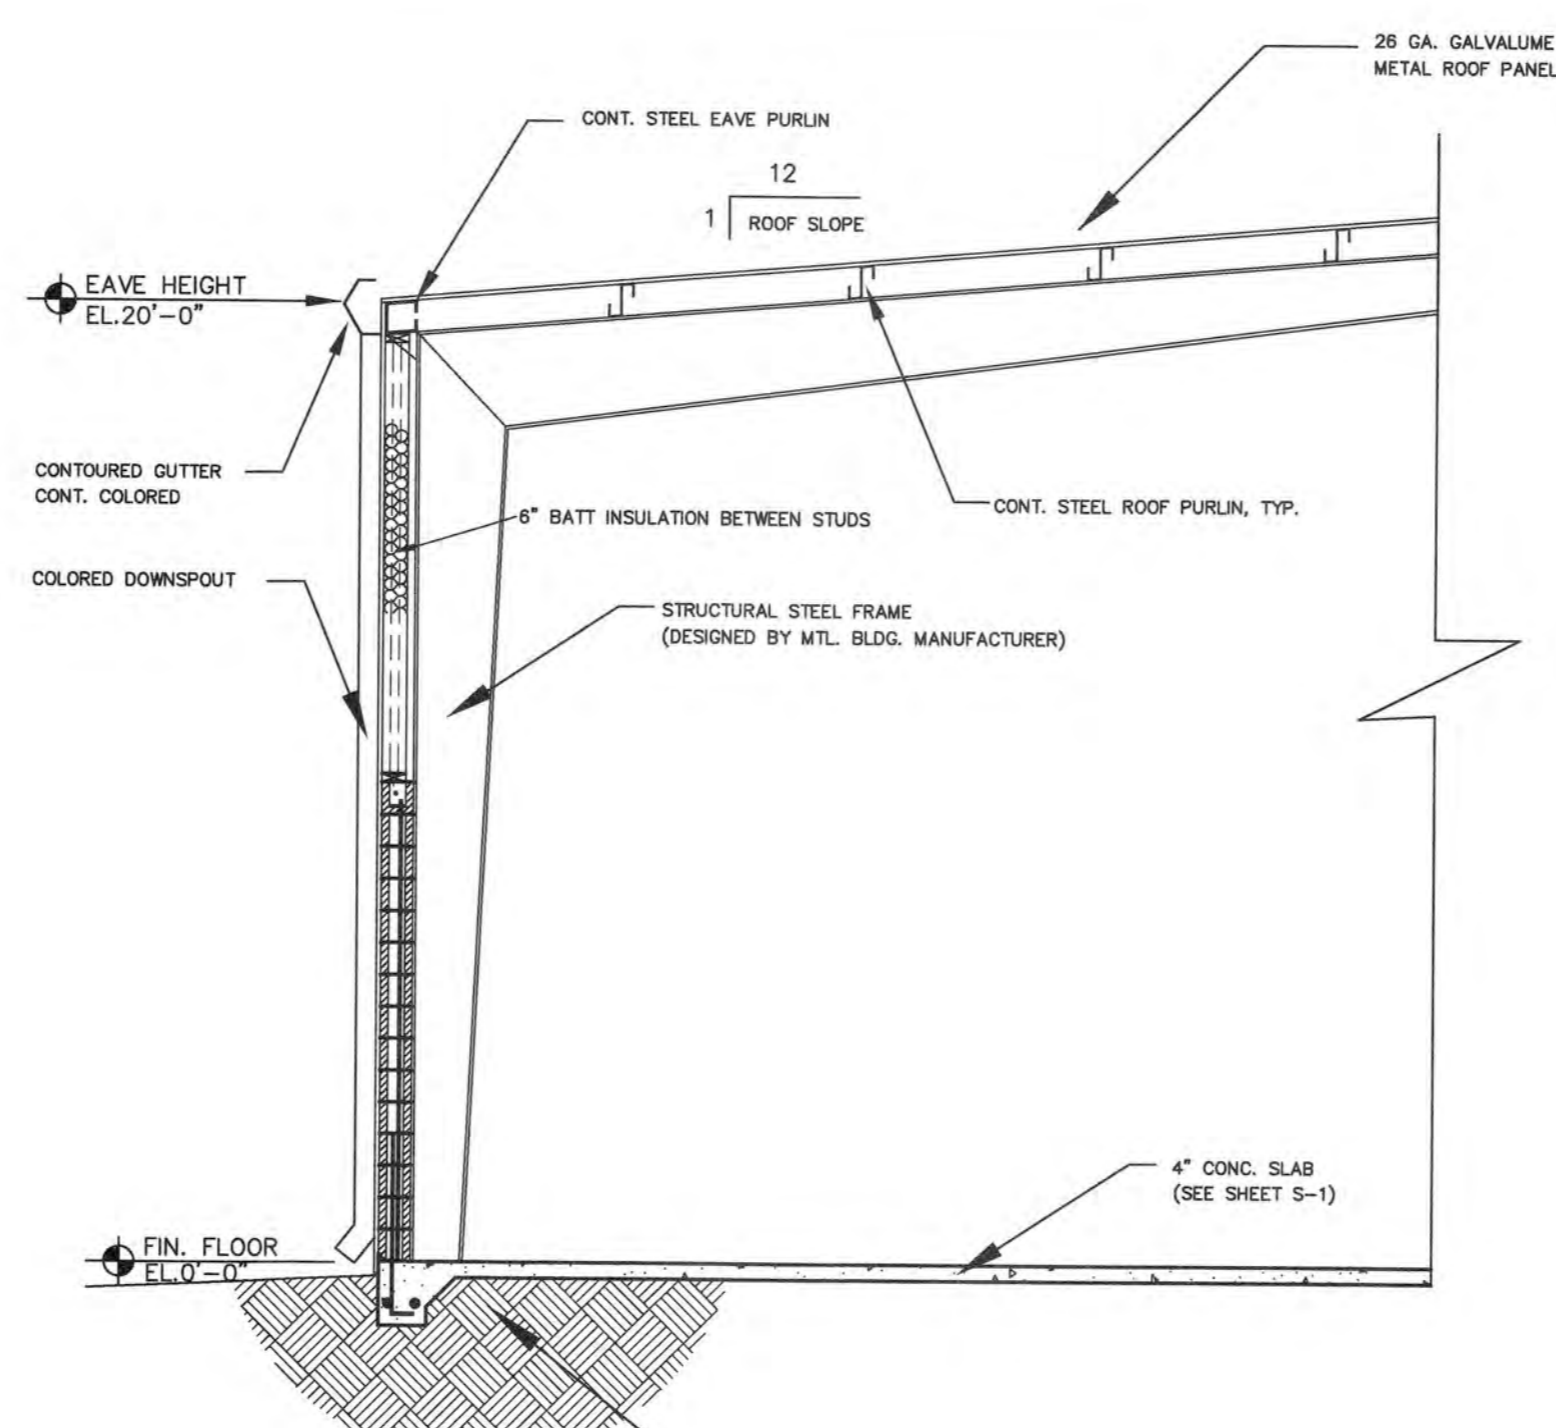 26 GA. GALVALUME
METAL ROOF PANEL
CONT. STEEL EAVE PURLIN
12
1
ROOF SLOPE
EAVE HEIGHT
EL.20'-0"
CONTOURED GUTTER
CONT. COLORED
6" BATT INSULATION BETWEEN STUDS
CONT. STEEL ROOF PURLIN, TYP.
COLORED DOWNSPOUT
STRUCTURAL STEEL FRAME
(DESIGNED BY MTL. BLDG. MANUFACTURER)
4" CONC. SLAB
(SEE SHEET S-1)
FIN. FLOOR
EL.0'-0"